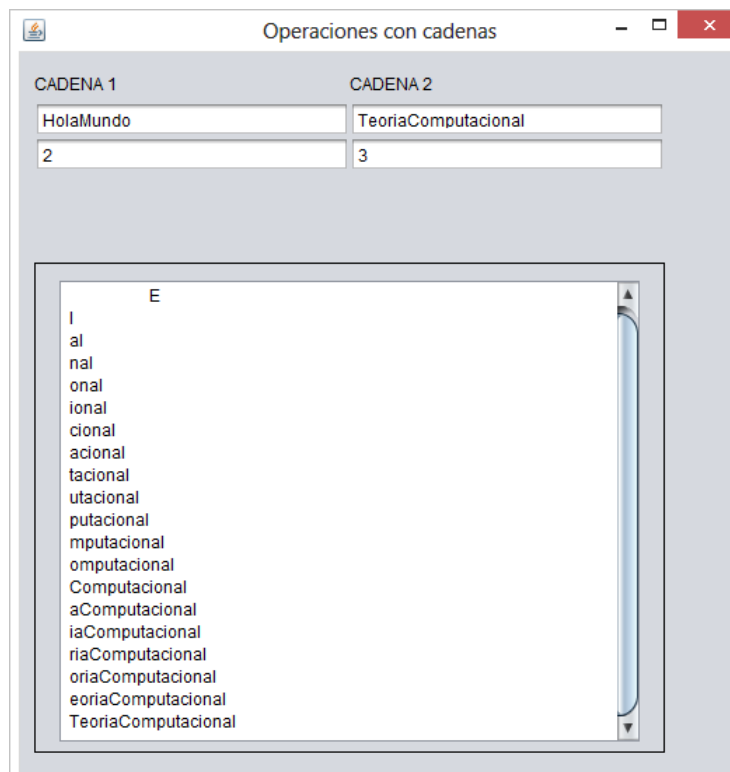 Operaciones con cadenas
CADENA 1 CADENA 2
HolaMundo TeoriaComputacional
2 3
E
l
al
nal
onal
ional
cional
acional
tacional
utacional
putacional
mputacional
omputacional
Computacional
aComputacional
iaComputacional
riaComputacional
oriaComputacional
eoriaComputacional
TeoriaComputacional